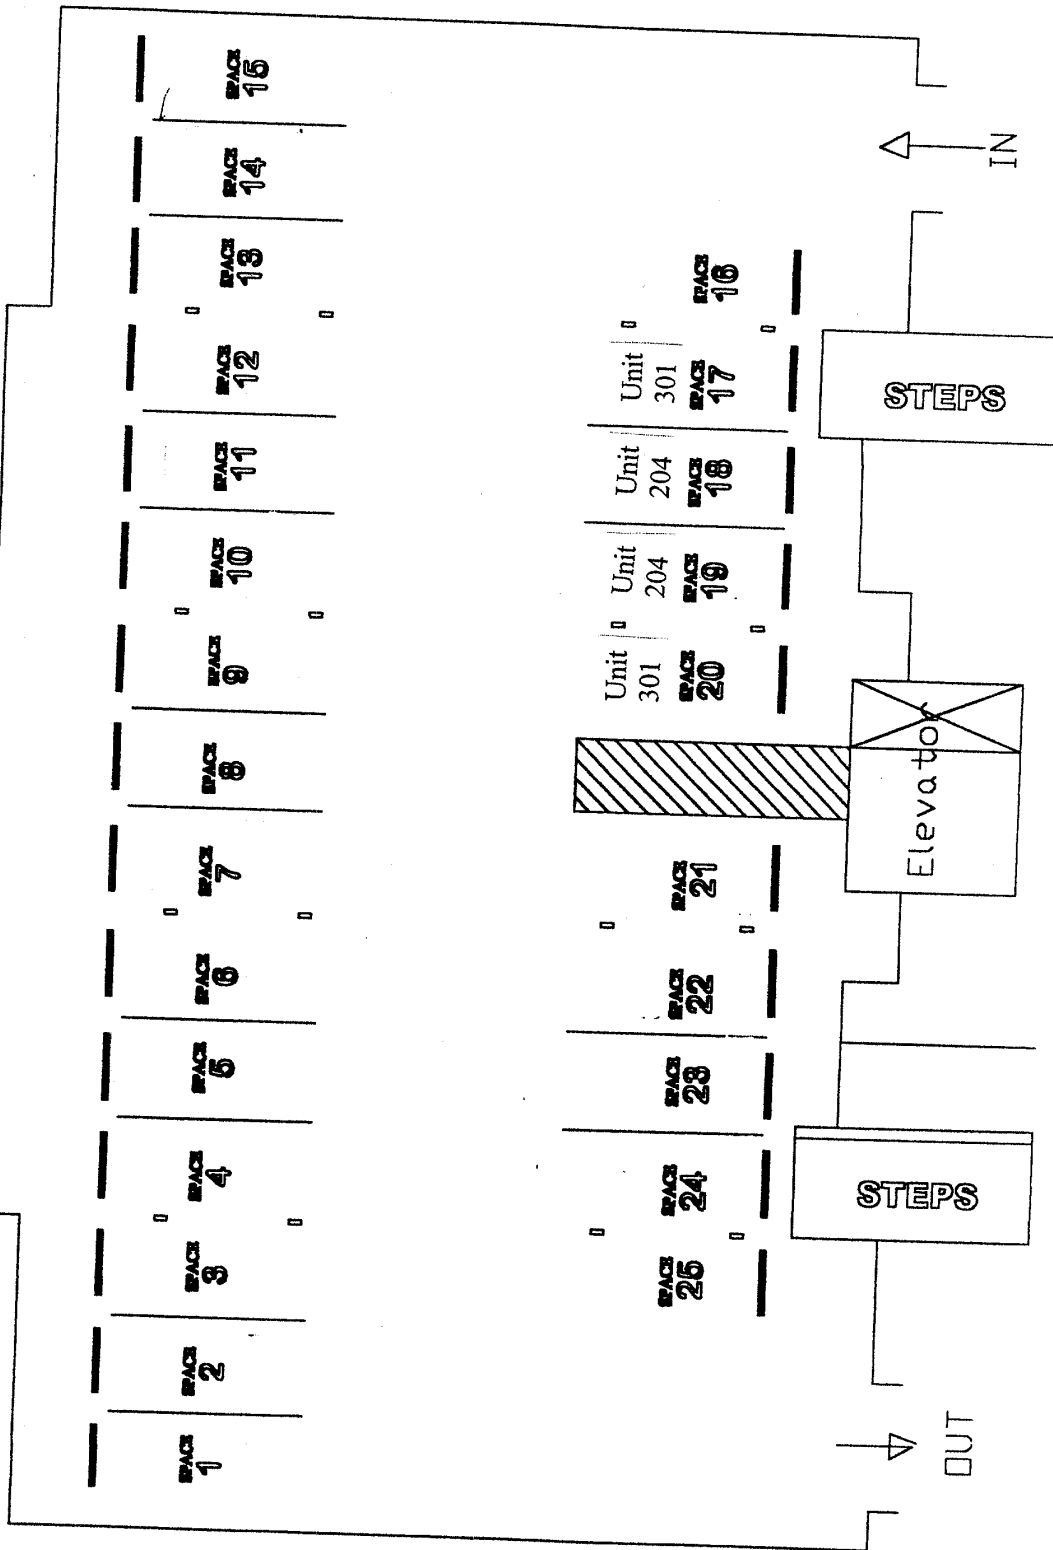 SPACE
15
SPACE
14
SPACE
13
SPACE
12
SPACE
11
SPACE
10
SPACE
9
SPACE
8
SPACE
7
SPACE
6
SPACE
5
SPACE
4
SPACE
3
SPACE
2
SPACE
1
SPACE
16
Unit
301
SPACE
17
Unit
204
SPACE
18
Unit
204
SPACE
19
Unit
301
SPACE
20
SPACE
21
SPACE
22
SPACE
23
SPACE
24
SPACE
25
IN
STEPS
Elevator
STEPS
OUT